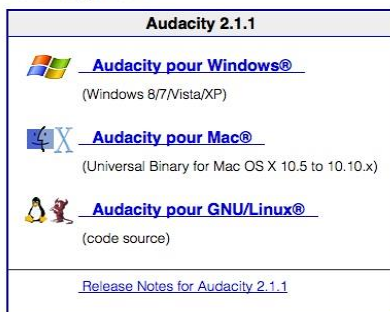 Audacity 2.1.1
Audacity pour Windows®
(Windows 8/7/Vista/XP)
X
Audacity pour Mac®
(Universal Binary for Mac OS X 10.5 to 10.10.x)
Audacity pour GNU/Linux®
(code source)
Release Notes for Audacity 2.1.1